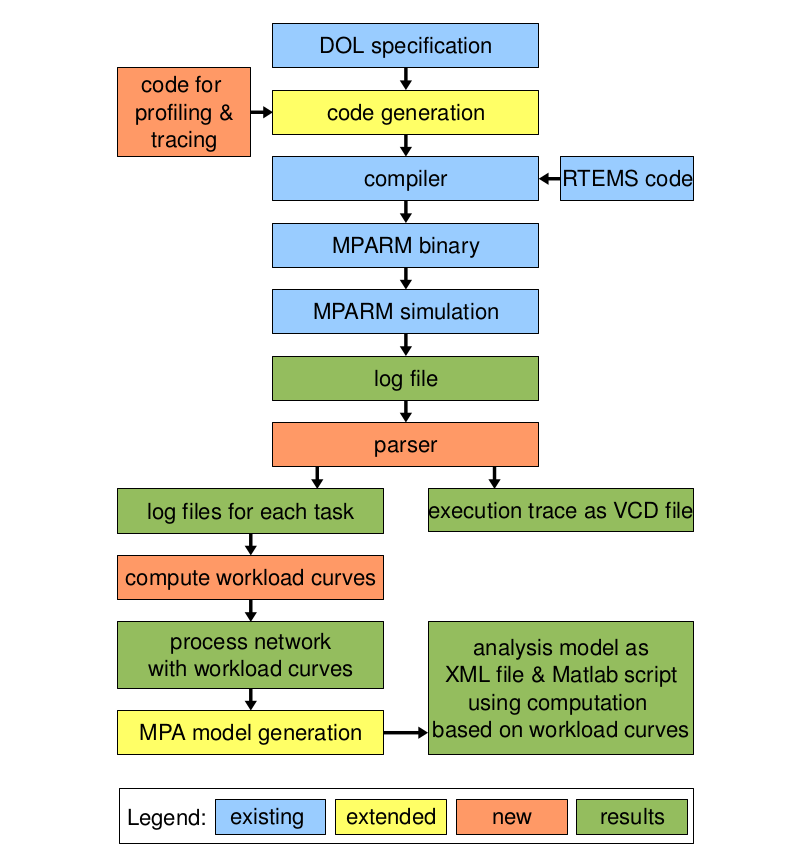 DOL specification
code for
profiling &
tracing
code generation
compiler
RTEMS code
MPARM binary
MPARM simulation
log file
parser
log files for each task
execution trace as VCD file
compute workload curves
process network
with workload curves
analysis model as
XML file & Matlab script
using computation
based on workload curves
MPA model generation
Legend:
existing
extended
new
results